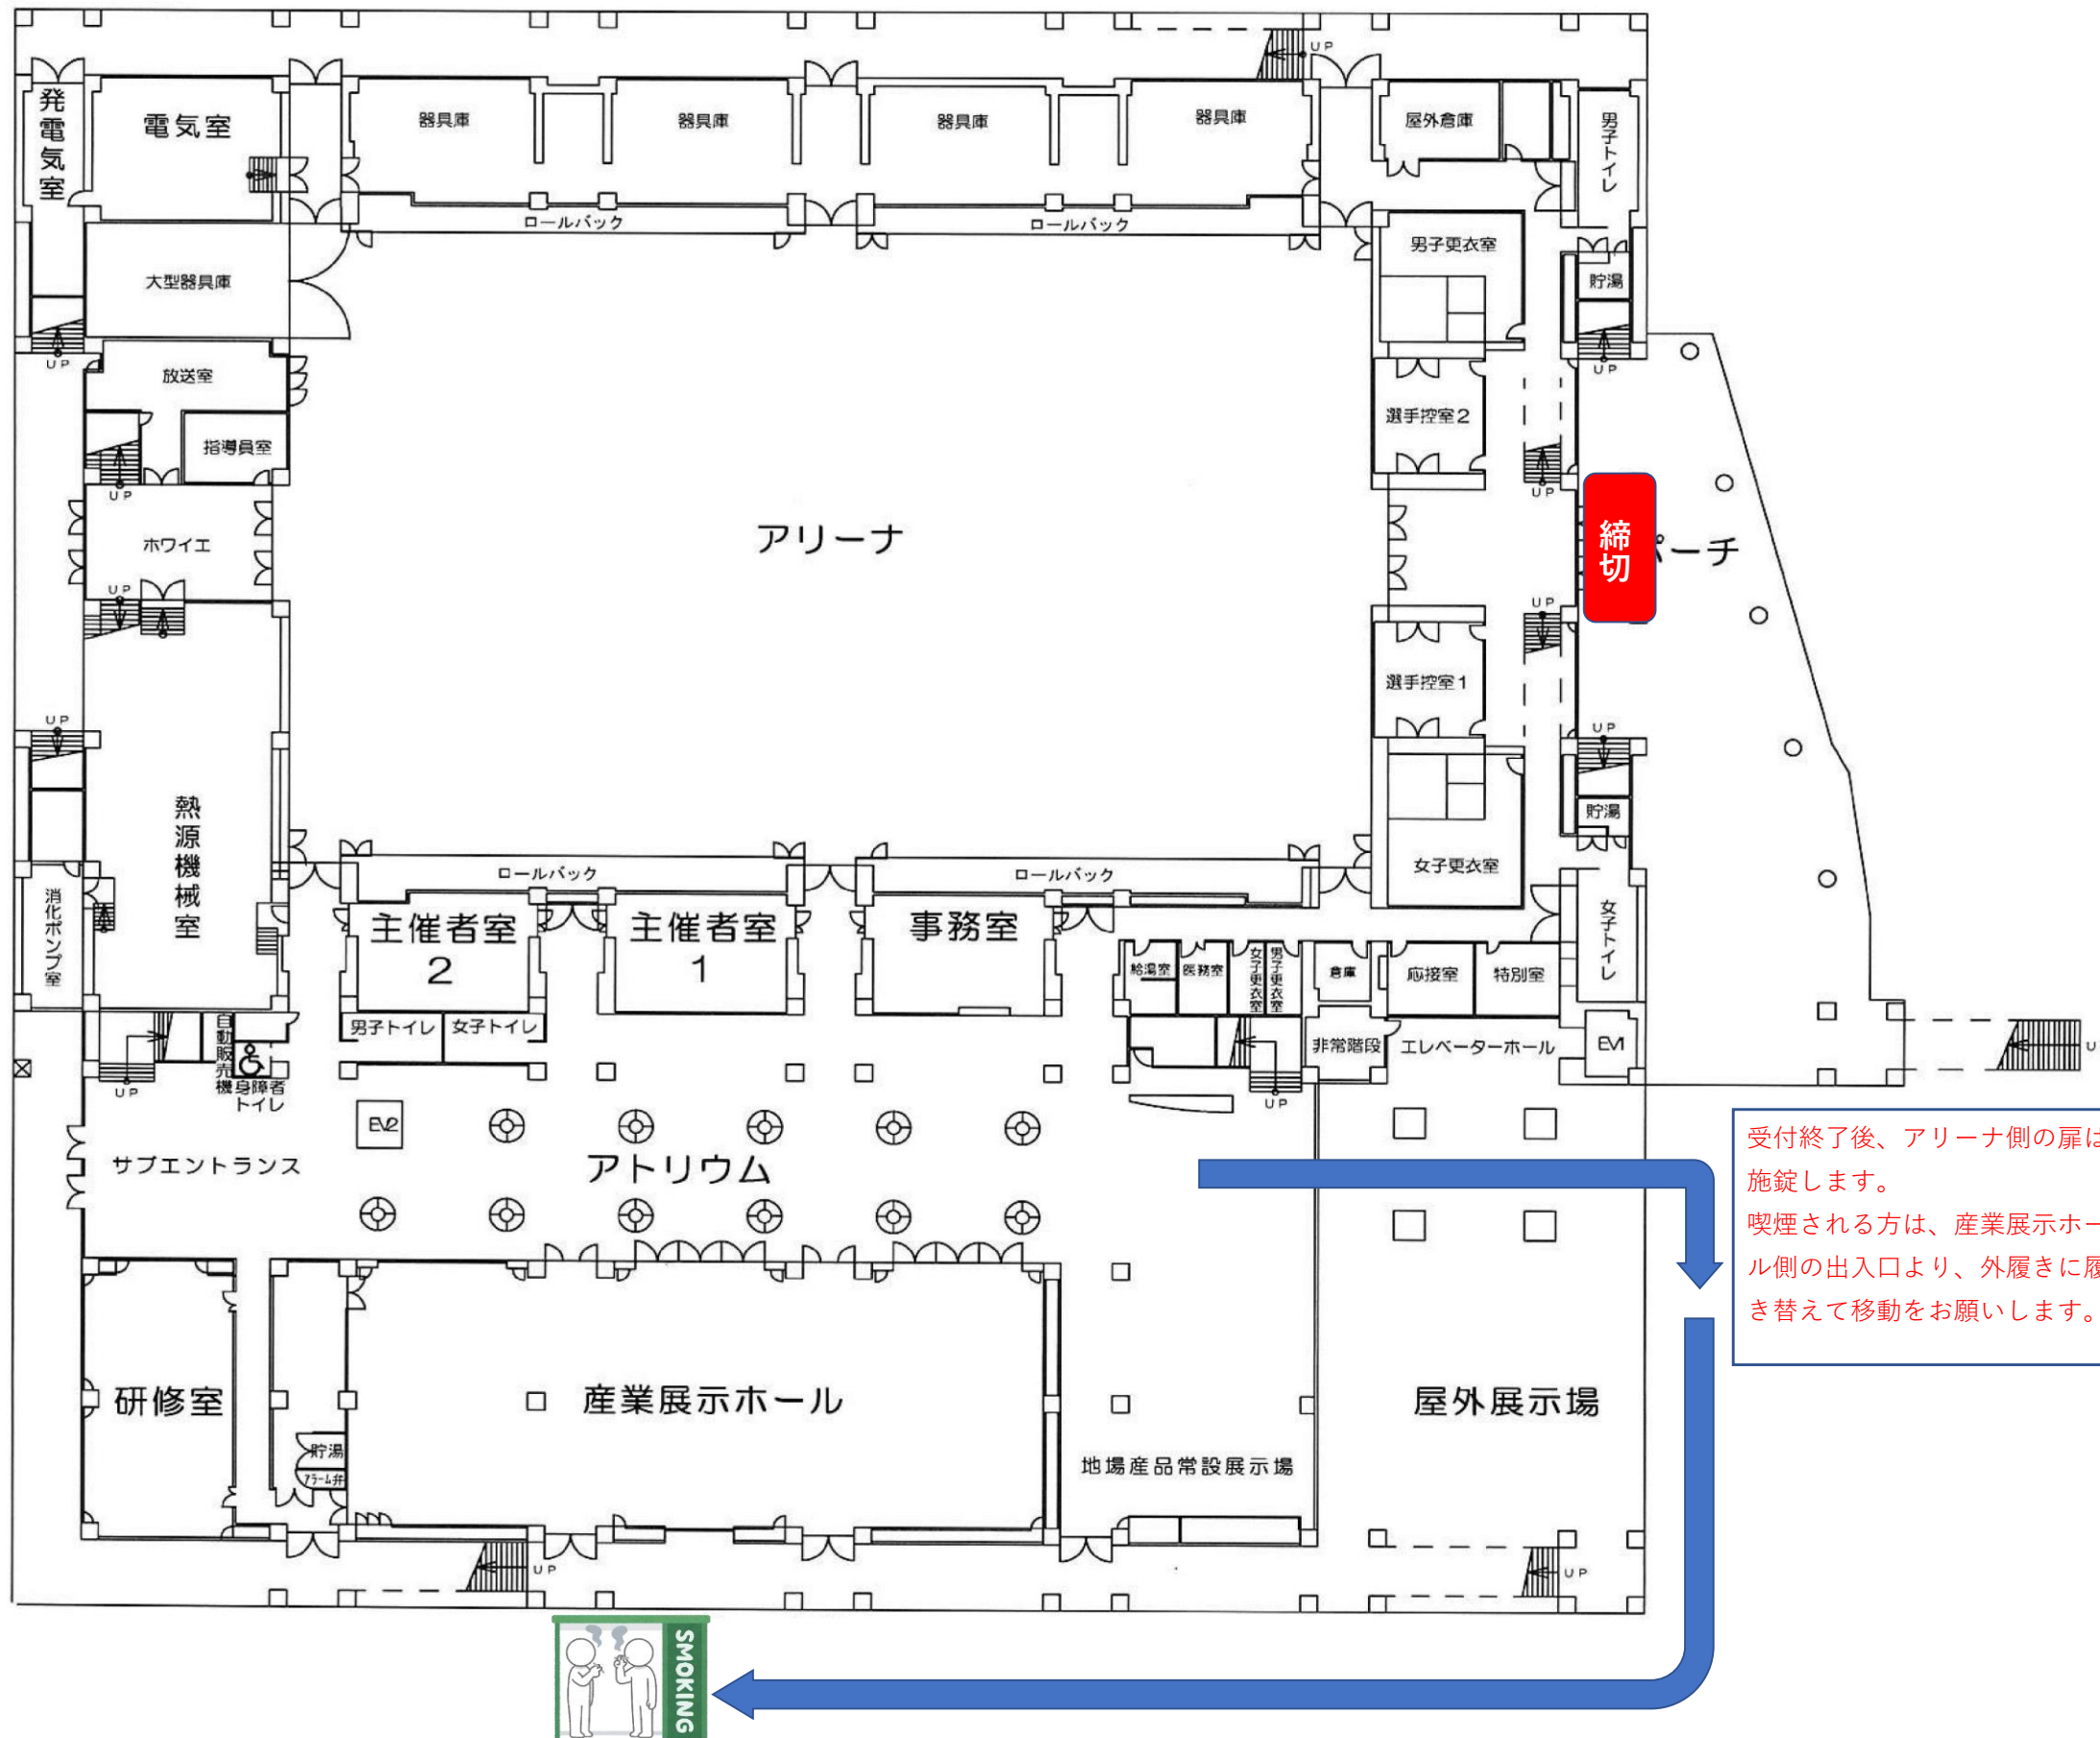 UP
発電気室
電気室
器具庫
器具庫
器具庫
器具庫
屋外倉庫
男子トイレ
ロールバック
ロールバック
男子更衣室
大型器具庫
貯湯
UP
UP
放送室
選手控室2
指導員室
UP
UP
締切
ポーチ
アリーナ
ホワイエ
UP
UP
選手控室1
UP
UP
熱源機械室
貯湯
女子更衣室
ロールバック
ロールバック
消化ポンプ室
主催者室
2
主催者室
1
事務室
女子トイレ
給湯室
医務室
女子更衣室
男子更衣室
倉庫
応接室
特別室
男子トイレ
女子トイレ
自動販売機
非常階段
エレベーターホール
EV1
U
UP
身障者
トイレ
UP
EV2
サブエントランス
アトリウム
受付終了後、アリーナ側の扉は
施錠します。
喫煙される方は、産業展示ホー
ル側の出入口より、外履きに履
き替えて移動をお願いします。
研修室
産業展示ホール
屋外展示場
貯湯
アラーム弁
地場産品常設展示場
UP
UP
SMOKING